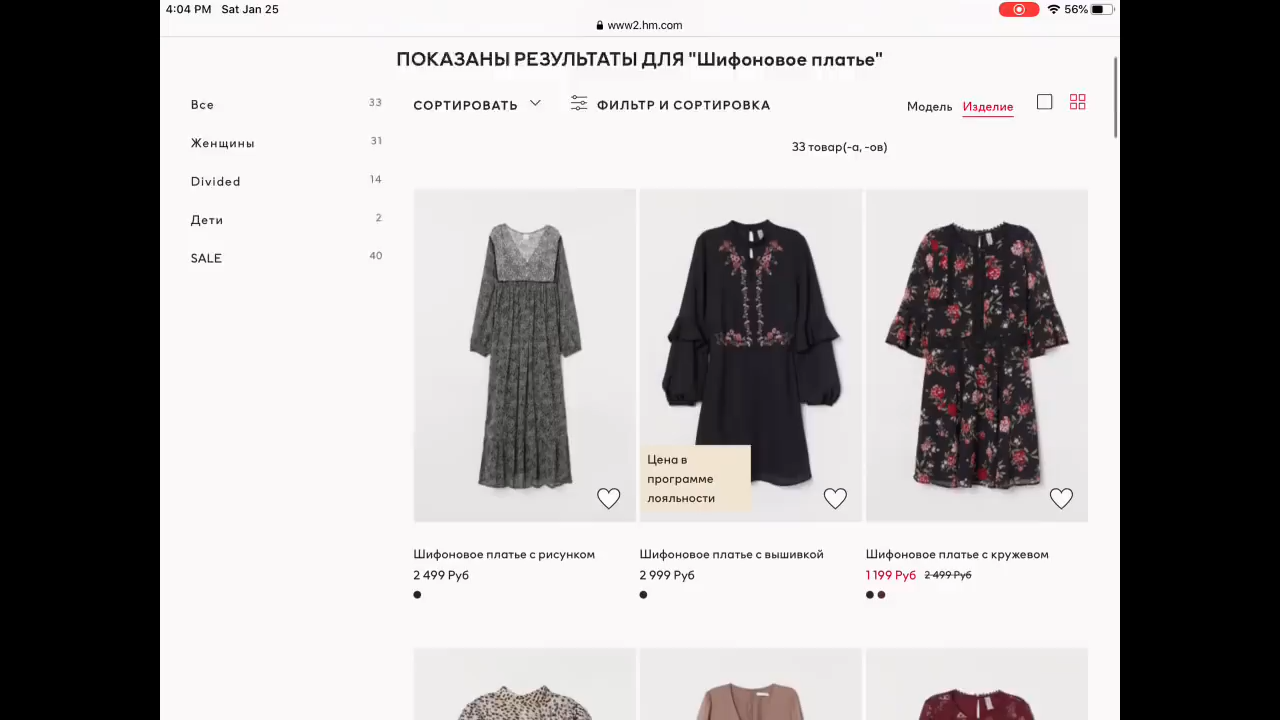 4:04 PM Sat Jan 25
56%
www2.hm.com
ПОКАЗАНЫ РЕЗУЛЬТАТЫ ДЛЯ "Шифоновое платье"
Все 33
Женщины 31
Divided 14
Дети 2
SALE 40
СОРТИРОВАТЬ
ФИЛЬТР И СОРТИРОВКА
Модель Изделие
33 товар(-а, -ов)
Цена в
программе
лояльности
Шифоновое платье с рисунком
2 499 Руб
Шифоновое платье с вышивкой
2 999 Руб
Шифоновое платье с кружевом
1 199 Руб 2 499 Руб